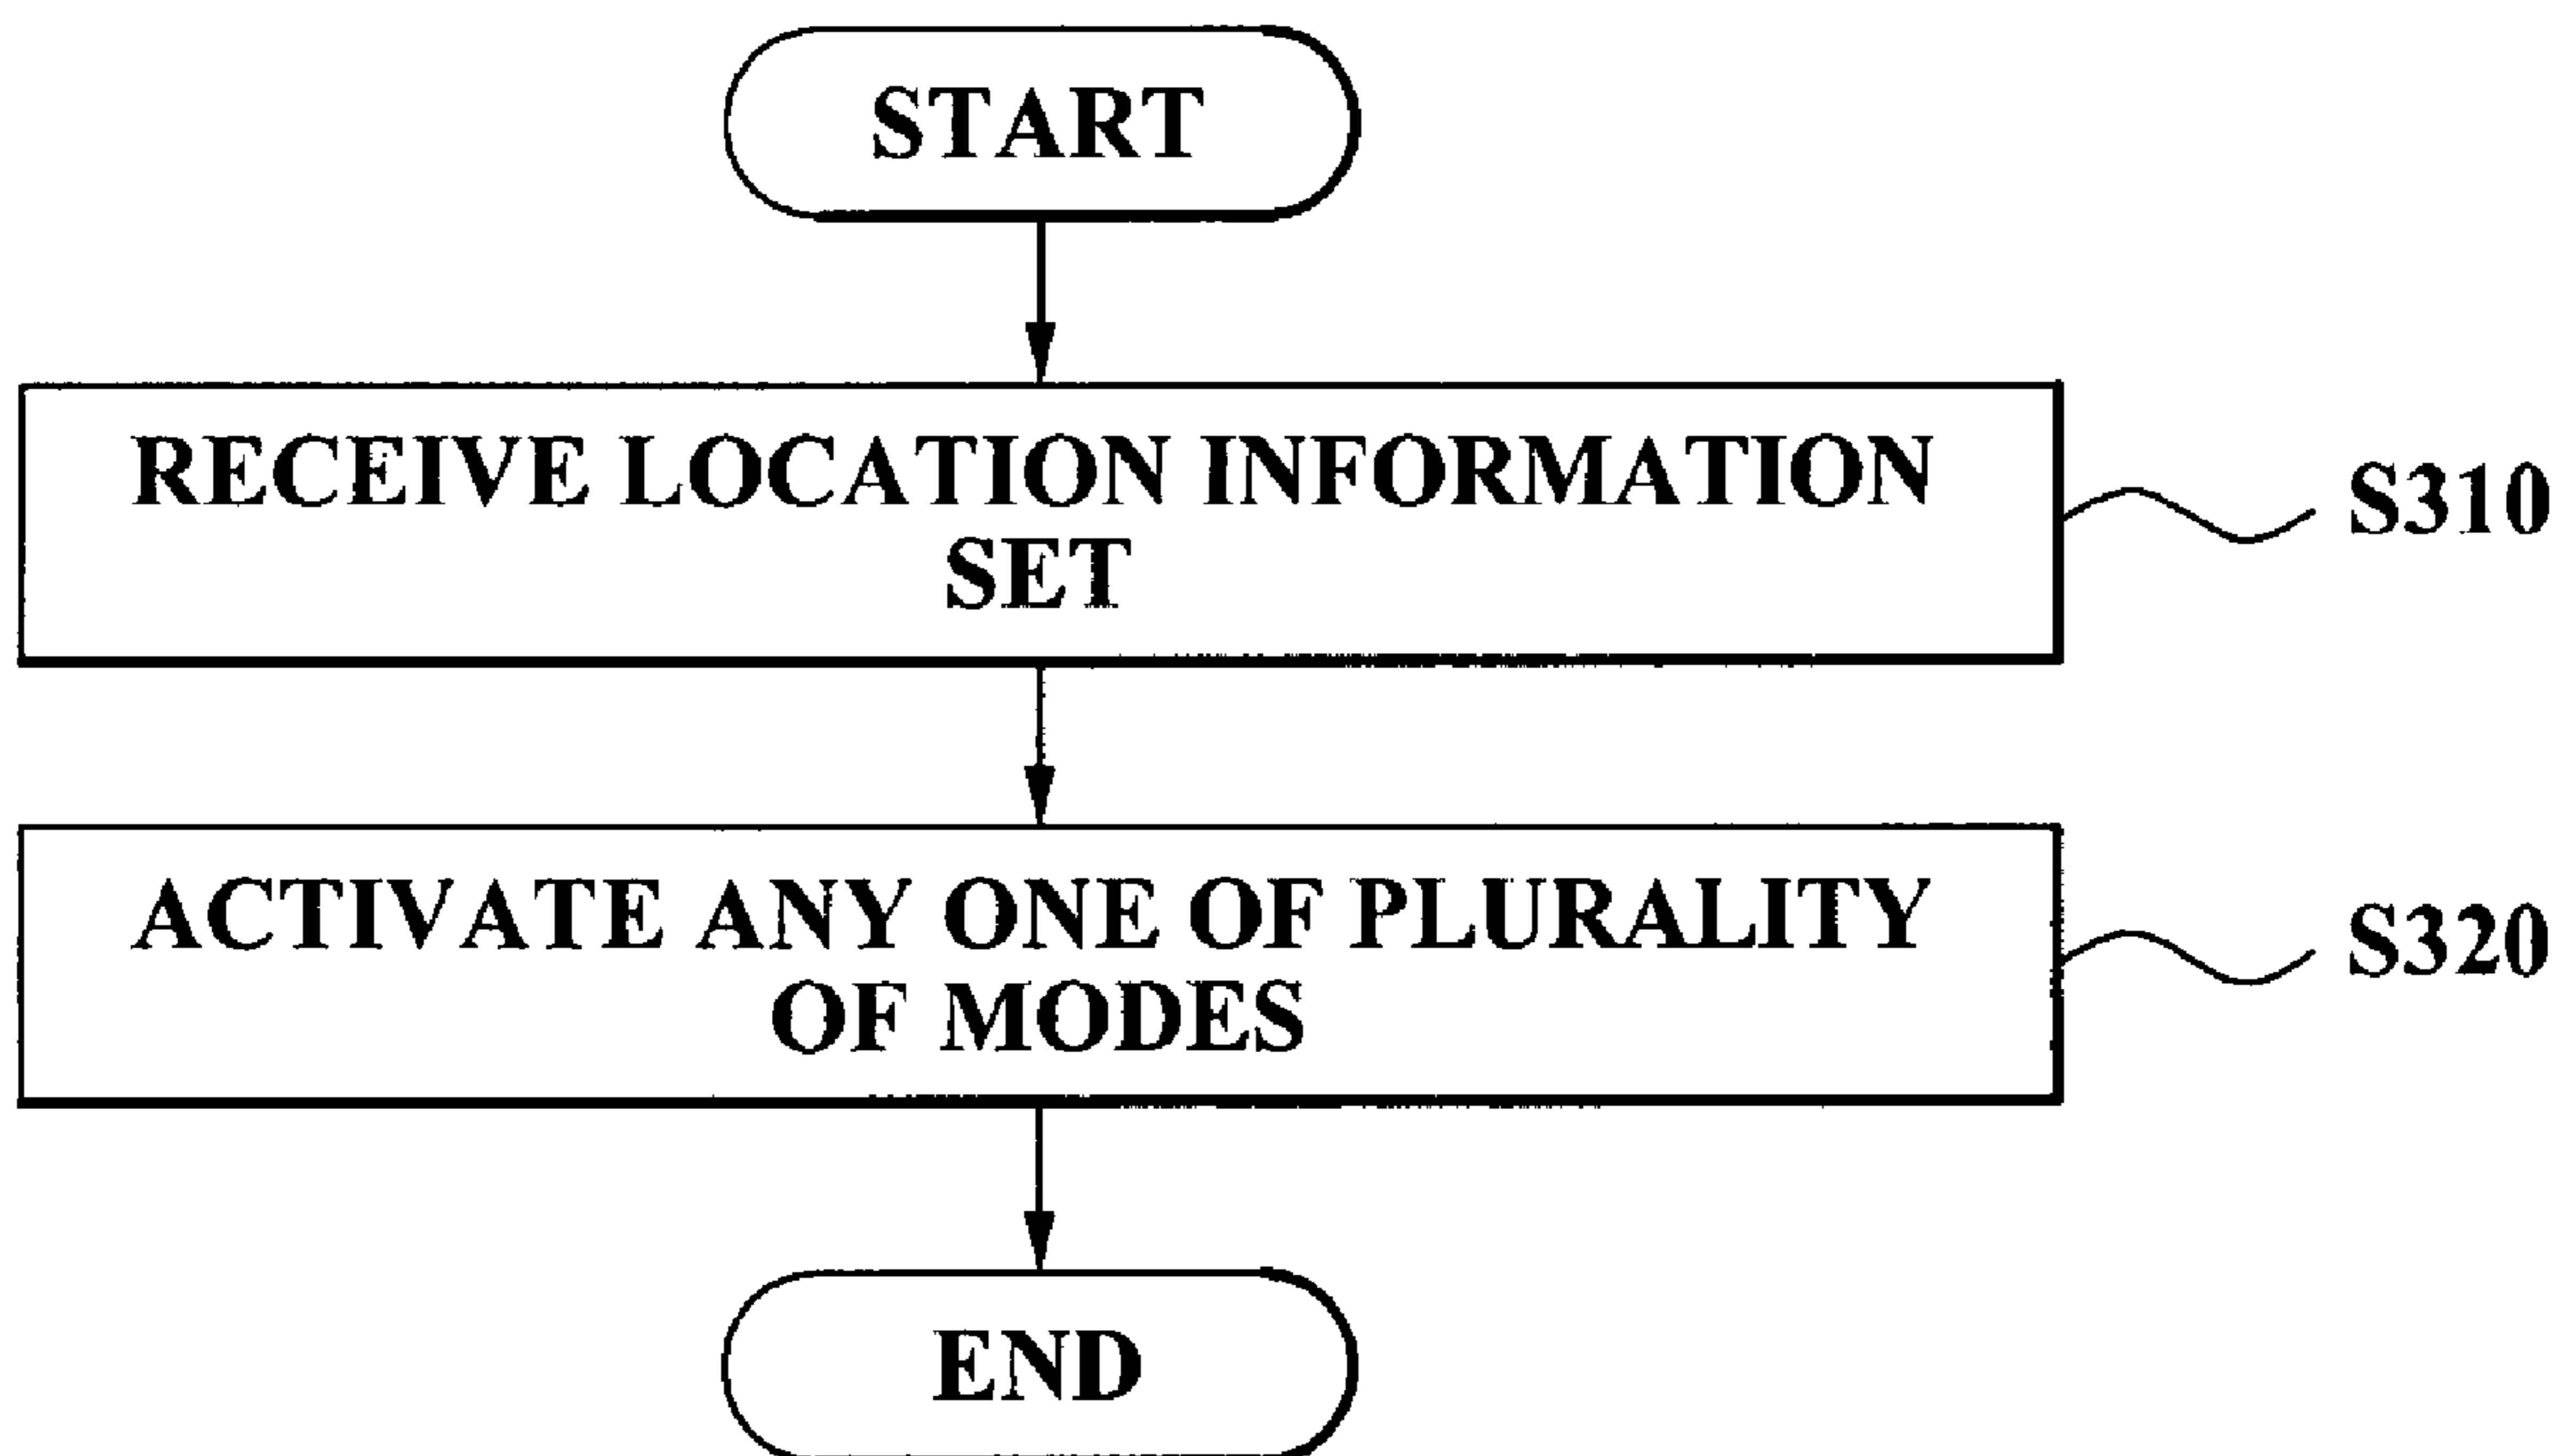 START
RECEIVE LOCATION INFORMATION
SET
S310
ACTIVATE ANY ONE OF PLURALITY
OF MODES
S320
END